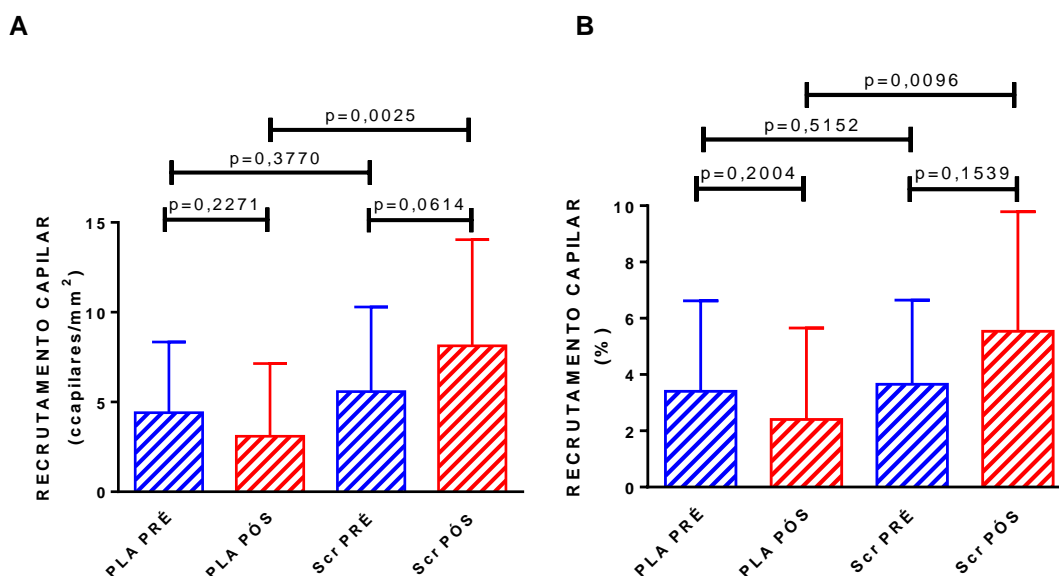 A
p=0,0025
p=0,3770
p=0,2271
p=0,0614
RECRUTAMENTO CAPILAR
(ccapilares/mm²)
15
10
5
0
PLA PRÉ
PLA PÓS
Scr PRÉ
Scr PÓS
B
p=0,0096
p=0,5152
p=0,2004
p=0,1539
RECRUTAMENTO CAPILAR
(%)
10
8
6
4
2
0
PLA PRÉ
PLA PÓS
Scr PRÉ
Scr PÓS